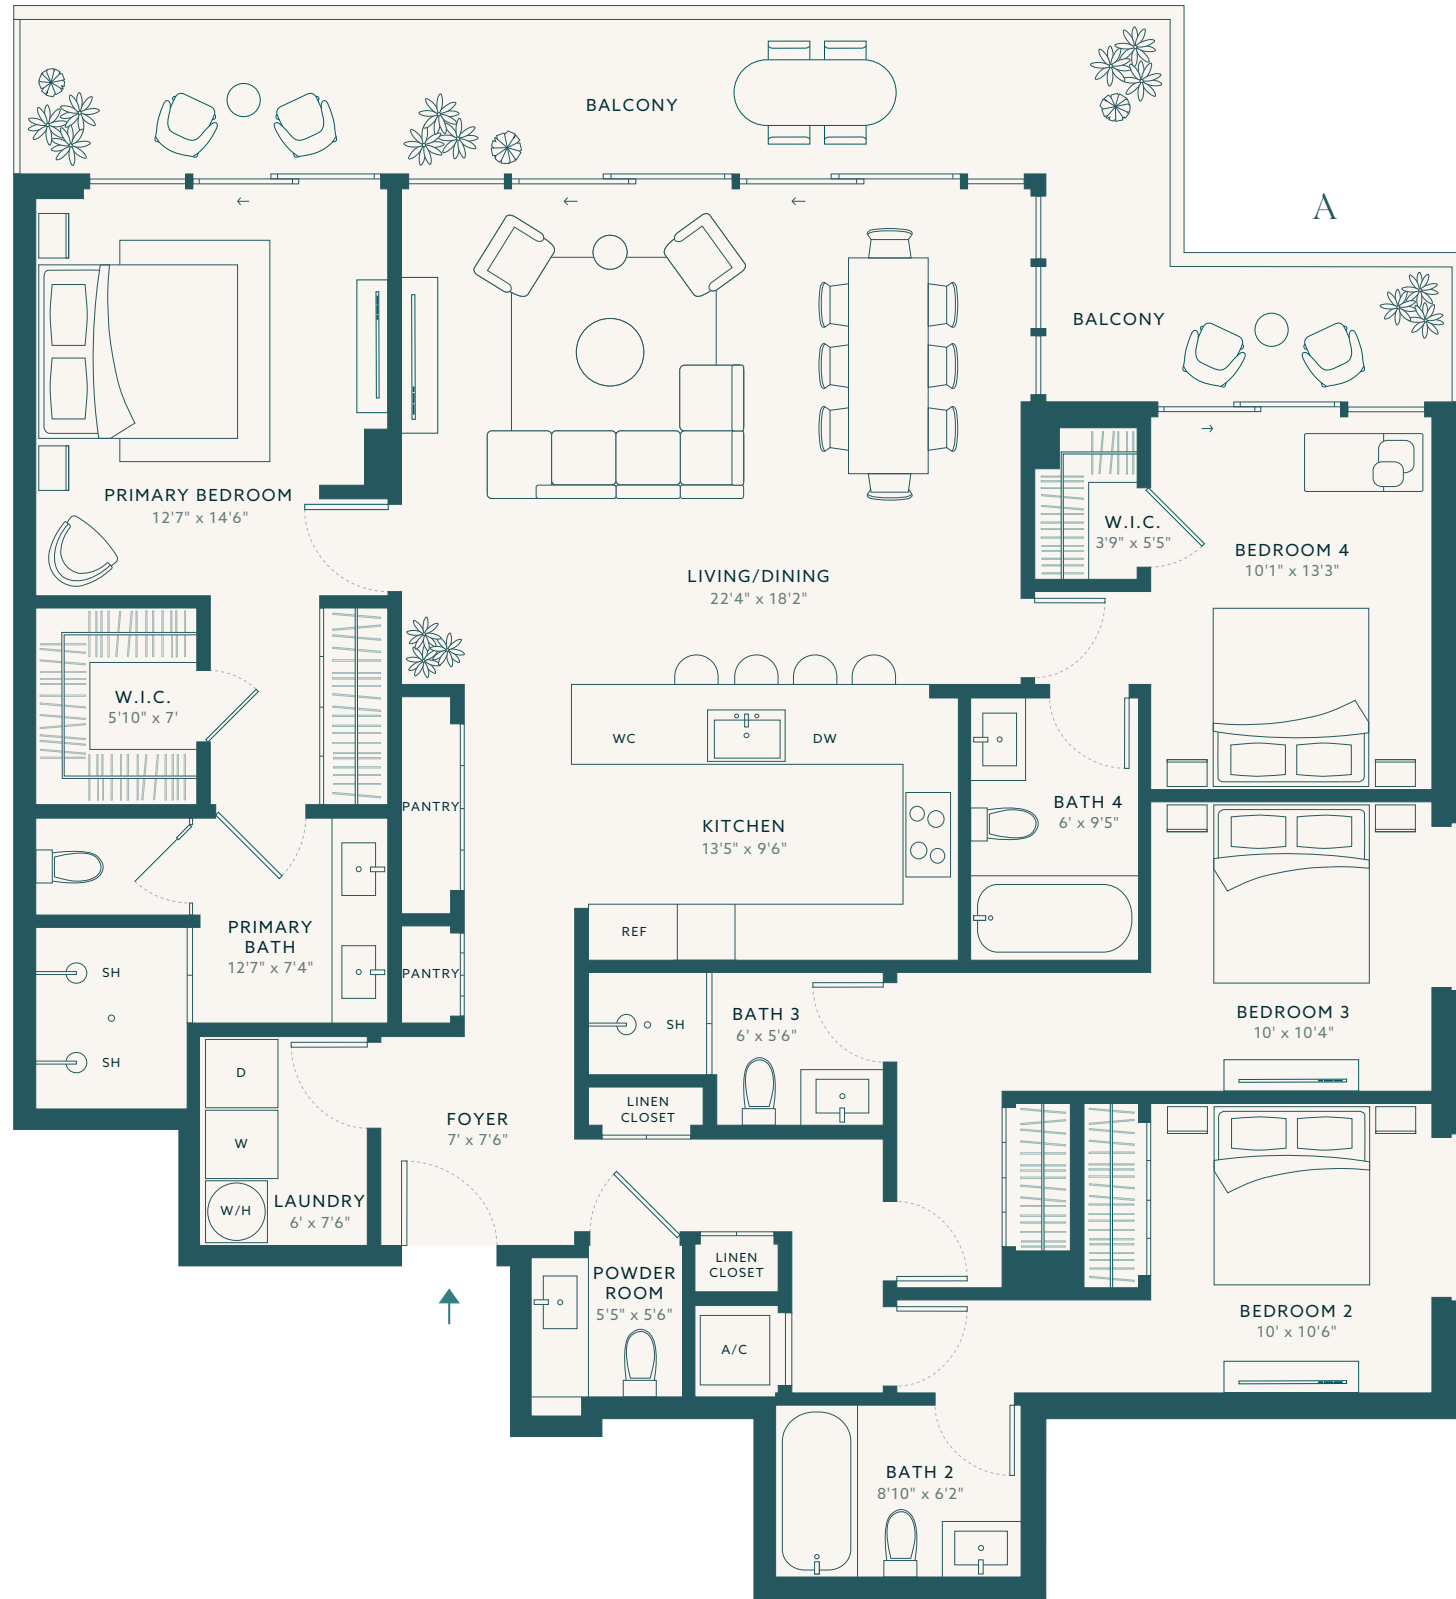 BALCONY
A
BALCONY
PRIMARY BEDROOM
12'7" x 14'6"
W.I.C.
3'9" x 5'5"
BEDROOM 4
10'1" x 13'3"
LIVING/DINING
22'4" x 18'2"
W.I.C.
5'10" x 7'
WC
DW
PANTRY
KITCHEN
13'5" x 9'6"
BATH 4
6' x 9'5"
PRIMARY
BATH
12'7" x 7'4"
REF
SH
PANTRY
SH
SH
BATH 3
6' x 5'6"
BEDROOM 3
10' x 10'4"
D
LINEN
CLOSET
FOYER
7' x 7'6"
W
W/H
LAUNDRY
6' x 7'6"
LINEN
CLOSET
POWDER
ROOM
5'5" x 5'6"
A/C
BEDROOM 2
10' x 10'6"
BATH 2
8'10" x 6'2"